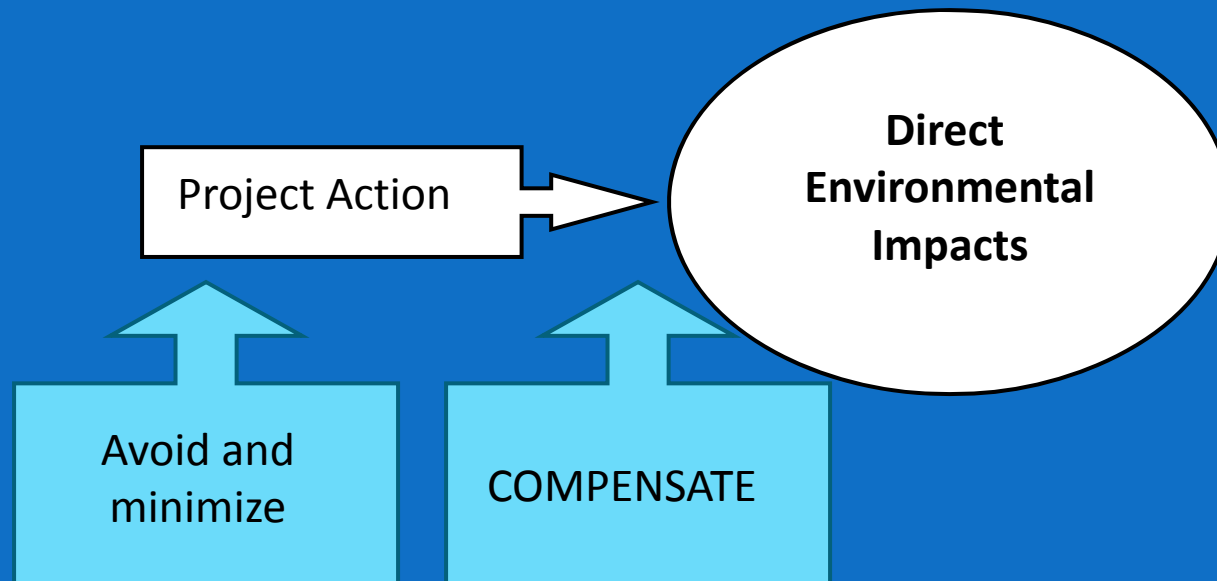 Direct
Environmental
Impacts
Project Action
Avoid and
minimize
COMPENSATE